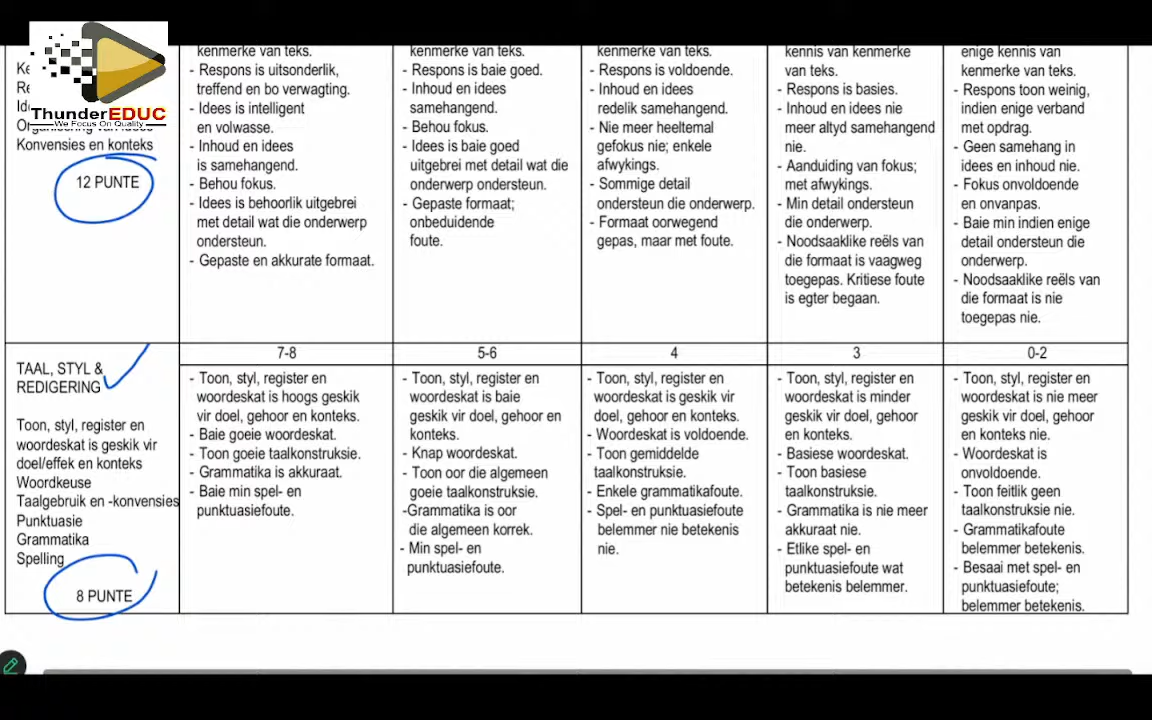 ThunderEDUC
We Focus On Quality
Konvensies en konteks
12 PUNTE
kenmerke van teks.
- Respons is uitsonderlik,
treffend en bo verwagting.
- Idees is intelligent
en volwasse.
- Inhoud en idees
is samehangend.
- Behou fokus.
- Idees is behoorlik uitgebrei
met detail wat die onderwerp
ondersteun.
- Gepaste en akkurate formaat.
kenmerke van teks.
- Respons is baie goed.
- Inhoud en idees
samehangend.
- Behou fokus.
- Idees is baie goed
uitgebrei met detail wat die
onderwerp ondersteun.
- Gepaste formaat;
onbeduidende
foute.
kenmerke van teks.
- Respons is voldoende.
- Inhoud en idees
redelik samehangend.
- Nie meer heeltemal
gefokus nie; enkele
afwykings.
- Sommige detail
ondersteun die onderwerp.
- Formaat oorwegend
gepas, maar met foute.
kennis van kenmerke
van teks.
- Respons is basies.
- Inhoud en idees nie
meer altyd samehangend
nie.
- Aanduiding van fokus;
met afwykings.
- Min detail ondersteun
die onderwerp.
- Noodsaaklike reëls van
die formaat is vaagweg
toegepas. Kritiese foute
is egter begaan.
enige kennis van
kenmerke van teks.
- Respons toon weinig,
indien enige verband
met opdrag.
- Geen samehang in
idees en inhoud nie.
- Fokus onvoldoende
en onvanpas.
- Baie min indien enige
detail ondersteun die
onderwerp.
- Noodsaaklike reëls van
die formaat is nie
toegepas nie.
TAAL, STYL &
REDIGERING
Toon, styl, register en
woordeskat is geskik vir
doel/effek en konteks
Woordkeuse
Taalgebruik en -konvensies
Punktuasie
Grammatika
Spelling
8 PUNTE
7-8
- Toon, styl, register en
woordeskat is hoogs geskik
vir doel, gehoor en konteks.
- Baie goeie woordeskat.
- Toon goeie taalkonstruksie.
- Grammatika is akkuraat.
- Baie min spel- en
punktuasiefoute.
5-6
- Toon, styl, register en
woordeskat is baie
geskik vir doel, gehoor en
konteks.
- Knap woordeskat.
- Toon oor die algemeen
goeie taalkonstruksie.
-Grammatika is oor
die algemeen korrek.
- Min spel- en
punktuasiefoute.
4
- Toon, styl, register en
woordeskat is geskik vir
doel, gehoor en konteks.
- Woordeskat is voldoende.
- Toon gemiddelde
taalkonstruksie.
- Enkele grammatikafoute.
- Spel- en punktuasiefoute
belemmer nie betekenis
nie.
3
- Toon, styl, register en
woordeskat is minder
geskik vir doel, gehoor
en konteks.
- Basiese woordeskat.
- Toon basiese
taalkonstruksie.
- Grammatika is nie meer
akkuraat nie.
- Etlike spel- en
punktuasiefoute wat
betekenis belemmer.
0-2
- Toon, styl, register en
woordeskat is nie meer
geskik vir doel, gehoor
en konteks nie.
- Woordeskat is
onvoldoende.
- Toon feitlik geen
taalkonstruksie nie.
- Grammatikafoute
belemmer betekenis.
- Besaai met spel- en
punktuasiefoute;
belemmer betekenis.